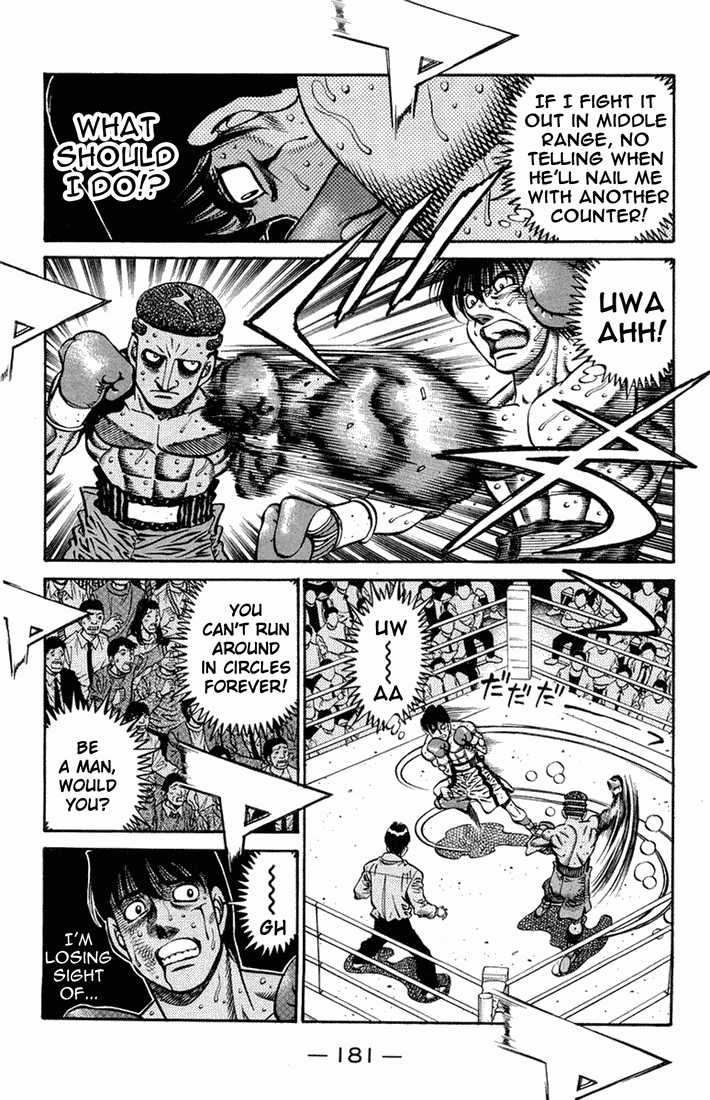 WHAT
SHOULD
I DO!?
IF I FIGHT IT
OUT IN MIDDLE
RANGE, NO
TELLING WHEN
HE'LL NAIL ME
WITH ANOTHER
COUNTER!
UWA
AHH!
YOU
CAN'T RUN
AROUND
IN CIRCLES
FOREVER!
BE
A MAN,
WOULD
YOU?
UW
~
~
AA
だだだ
~
~
GH
I'M
LOSING
SIGHT
OF...
— 181 —